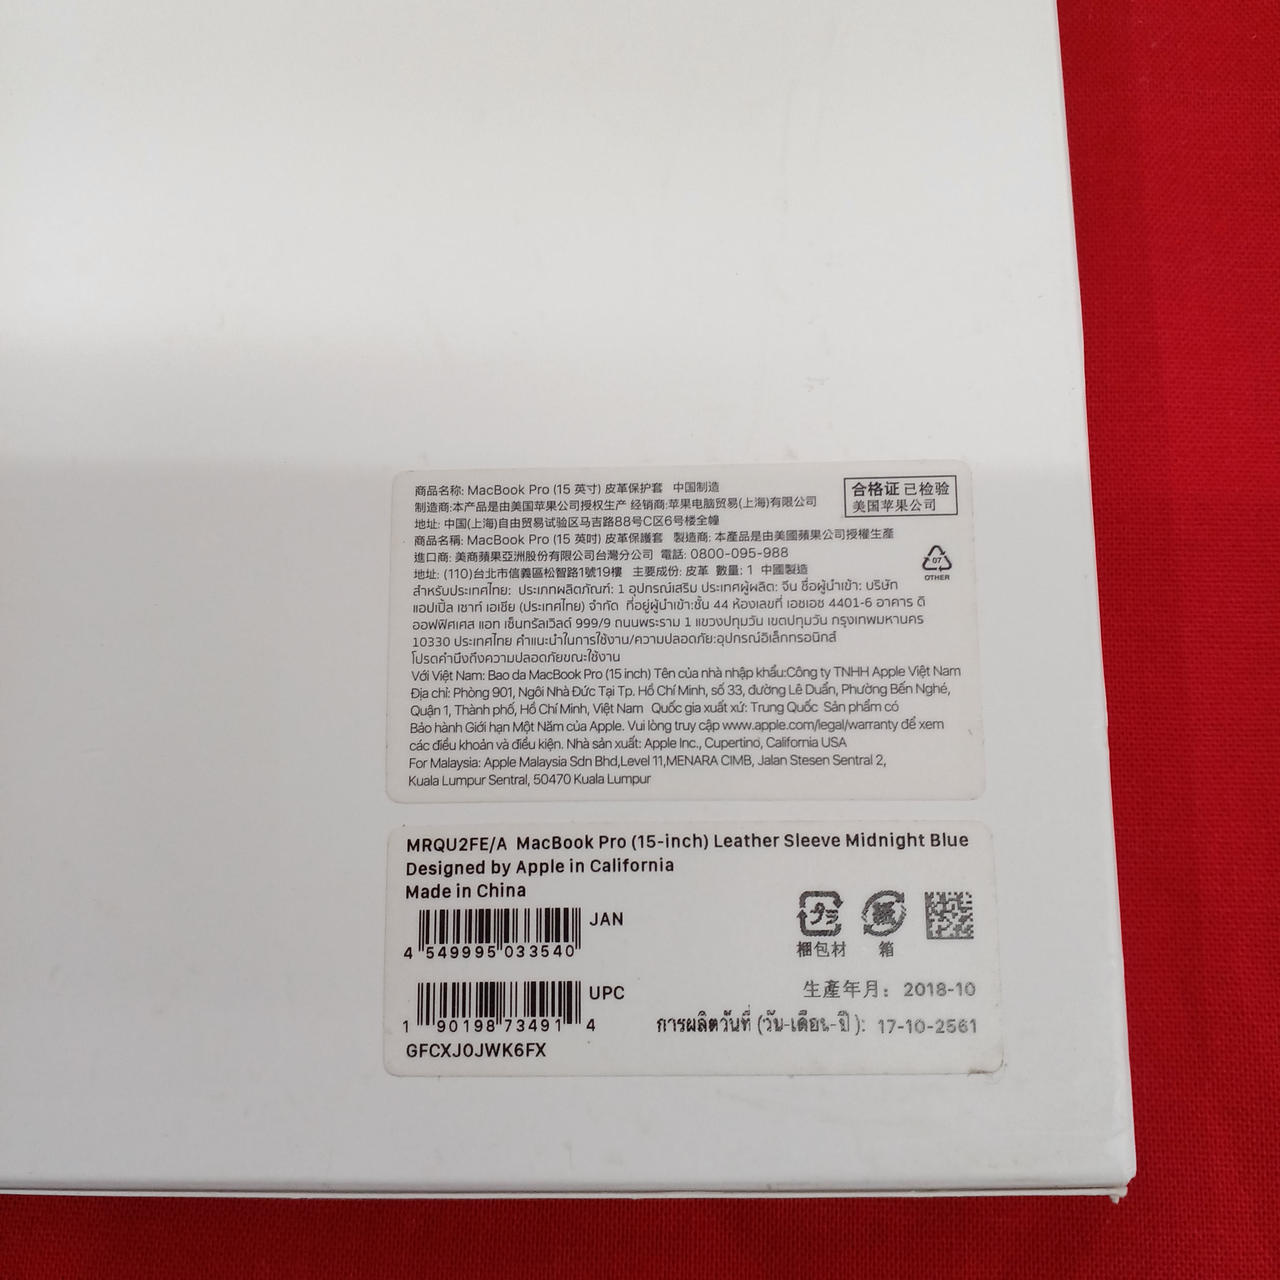 商品名称: MacBook Pro (15 英寸) 皮革保护套 中国制造
合格证 已检验
美国苹果公司
制造商:本产品是由美国苹果公司授权生产 经销商:苹果电脑贸易(上海)有限公司
地址: 中国(上海)自由贸易试验区马吉路88号C区6号楼全幢
商品名稱: MacBook Pro (15 英吋) 皮革保護套 製造商: 本產品是由美國蘋果公司授權生產
進口商: 美商蘋果亞洲股份有限公司台灣分公司 電話: 0800-095-988
地址: (110)台北市信義區松智路1號19樓 主要成份: 皮革 數量: 1 中國製造
07
OTHER
สำหรับประเทศไทย: ประเภทผลิตภัณฑ์: 1 อุปกรณ์เสริม ประเทศผู้ผลิต: จีน ชื่อผู้นำเข้า: บริษัท
แอปเปิ้ล เซาท์ เอเชีย (ประเทศไทย) จำกัด ที่อยู่ผู้นำเข้า:ชั้น 44 ห้องเลขที่ เอชเอช 4401-6 อาคาร ดิ
ออฟฟิศเศส แอท เซ็นทรัลเวิลด์ 999/9 ถนนพระราม 1 แขวงปทุมวัน เขตปทุมวัน กรุงเทพมหานคร
10330 ประเทศไทย คำแนะนำในการใช้งาน/ความปลอดภัย:อุปกรณ์อิเล็กทรอนิกส์
โปรดคำนึงถึงความปลอดภัยขณะใช้งาน
Với Việt Nam: Bao da MacBook Pro (15 inch) Tên của nhà nhập khẩu:Công ty TNHH Apple Việt Nam
Địa chỉ: Phòng 901, Ngôi Nhà Đức Tại Tp. Hồ Chí Minh, số 33, đường Lê Duẩn, Phường Bến Nghé,
Quận 1, Thành phố, Hồ Chí Minh, Việt Nam Quốc gia xuất xứ: Trung Quốc Sản phẩm có
Bảo hành Giới hạn Một Năm của Apple. Vui lòng truy cập www.apple.com/legal/warranty để xem
các điều khoản và điều kiện. Nhà sản xuất: Apple Inc., Cupertino, California USA
For Malaysia: Apple Malaysia Sdn Bhd,Level 11,MENARA CIMB, Jalan Stesen Sentral 2,
Kuala Lumpur Sentral, 50470 Kuala Lumpur
MRQU2FE/A MacBook Pro (15-inch) Leather Sleeve Midnight Blue
Designed by Apple in California
Made in China
JAN
4 549995 033540
プラ 紙
梱包材 箱
UPC
1 90198 73491 4
生產年月: 2018-10
การผลิตวันที่ (วัน-เดือน-ปี): 17-10-2561
GFCXJ0JWK6FX